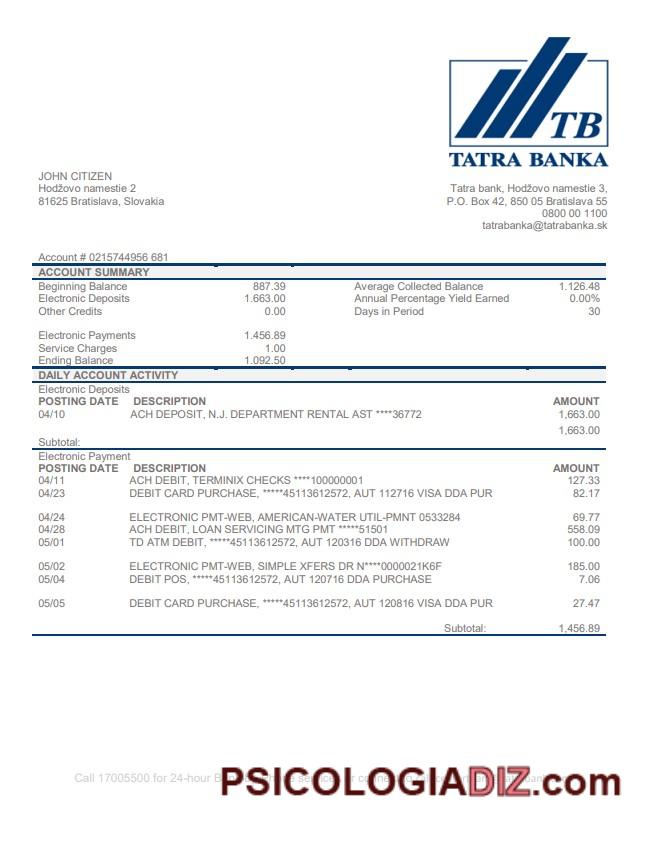 TB
TATRA BANKA
JOHN CITIZEN
Hodžovo namestie 2
81625 Bratislava, Slovakia
Tatra bank, Hodžovo namestie 3,
P.O. Box 42, 850 05 Bratislava 55
0800 00 1100
tatrabanka@tatrabanka.sk
Account # 0215744956 681
ACCOUNT SUMMARY
Beginning Balance 887.39 Average Collected Balance 1.126.48
Electronic Deposits 1.663.00 Annual Percentage Yield Earned 0.00%
Other Credits 0.00 Days in Period 30
Electronic Payments 1.456.89
Service Charges 1.00
Ending Balance 1.092.50
DAILY ACCOUNT ACTIVITY
Electronic Deposits
POSTING DATE DESCRIPTION AMOUNT
04/10 ACH DEPOSIT, N.J. DEPARTMENT RENTAL AST ****36772 1,663.00
1,663.00
Subtotal:
Electronic Payment
POSTING DATE DESCRIPTION AMOUNT
04/11 ACH DEBIT, TERMINIX CHECKS ****100000001 127.33
04/23 DEBIT CARD PURCHASE, *****45113612572, AUT 112716 VISA DDA PUR 82.17
04/24 ELECTRONIC PMT-WEB, AMERICAN-WATER UTIL-PMNT 0533284 69.77
04/28 ACH DEBIT, LOAN SERVICING MTG PMT *****51501 558.09
05/01 TD ATM DEBIT, *****45113612572, AUT 120316 DDA WITHDRAW 100.00
05/02 ELECTRONIC PMT-WEB, SIMPLE XFERS DR N****0000021K6F 185.00
05/04 DEBIT POS, *****45113612572, AUT 120716 DDA PURCHASE 7.06
05/05 DEBIT CARD PURCHASE, *****45113612572, AUT 120816 VISA DDA PUR 27.47
Subtotal: 1,456.89
Call 17005500 for 24-hour
PSICOLOGIADIZ.com